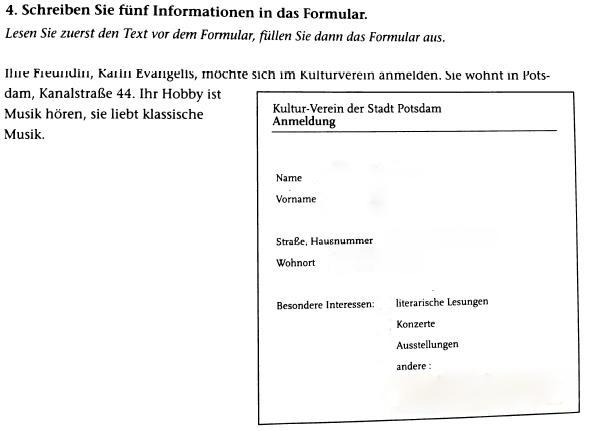 4. Schreiben Sie fünf Informationen in das Formular.
Lesen Sie zuerst den Text vor dem Formular, füllen Sie dann das Formular aus.
Ihre Freundin, Karin Evangelis, möchte sich im Kulturverein anmelden. Sie wohnt in Pots-
dam, Kanalstraße 44. Ihr Hobby ist
Musik hören, sie liebt klassische
Musik.
Kultur-Verein der Stadt Potsdam
Anmeldung
Name
Vorname
Straße, Hausnummer
Wohnort
Besondere Interessen: literarische Lesungen
Konzerte
Ausstellungen
andere :